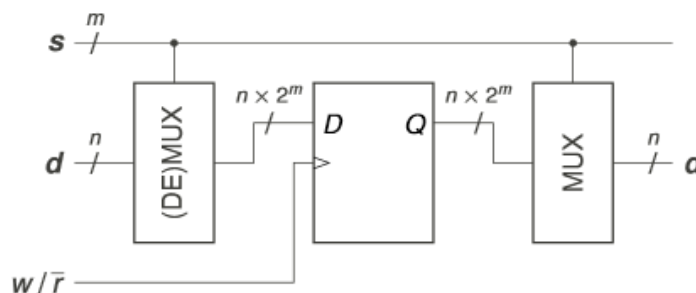 m
s
n × 2^m n × 2^m
n D Q n
d (DE)MUX MUX d
w / r̅